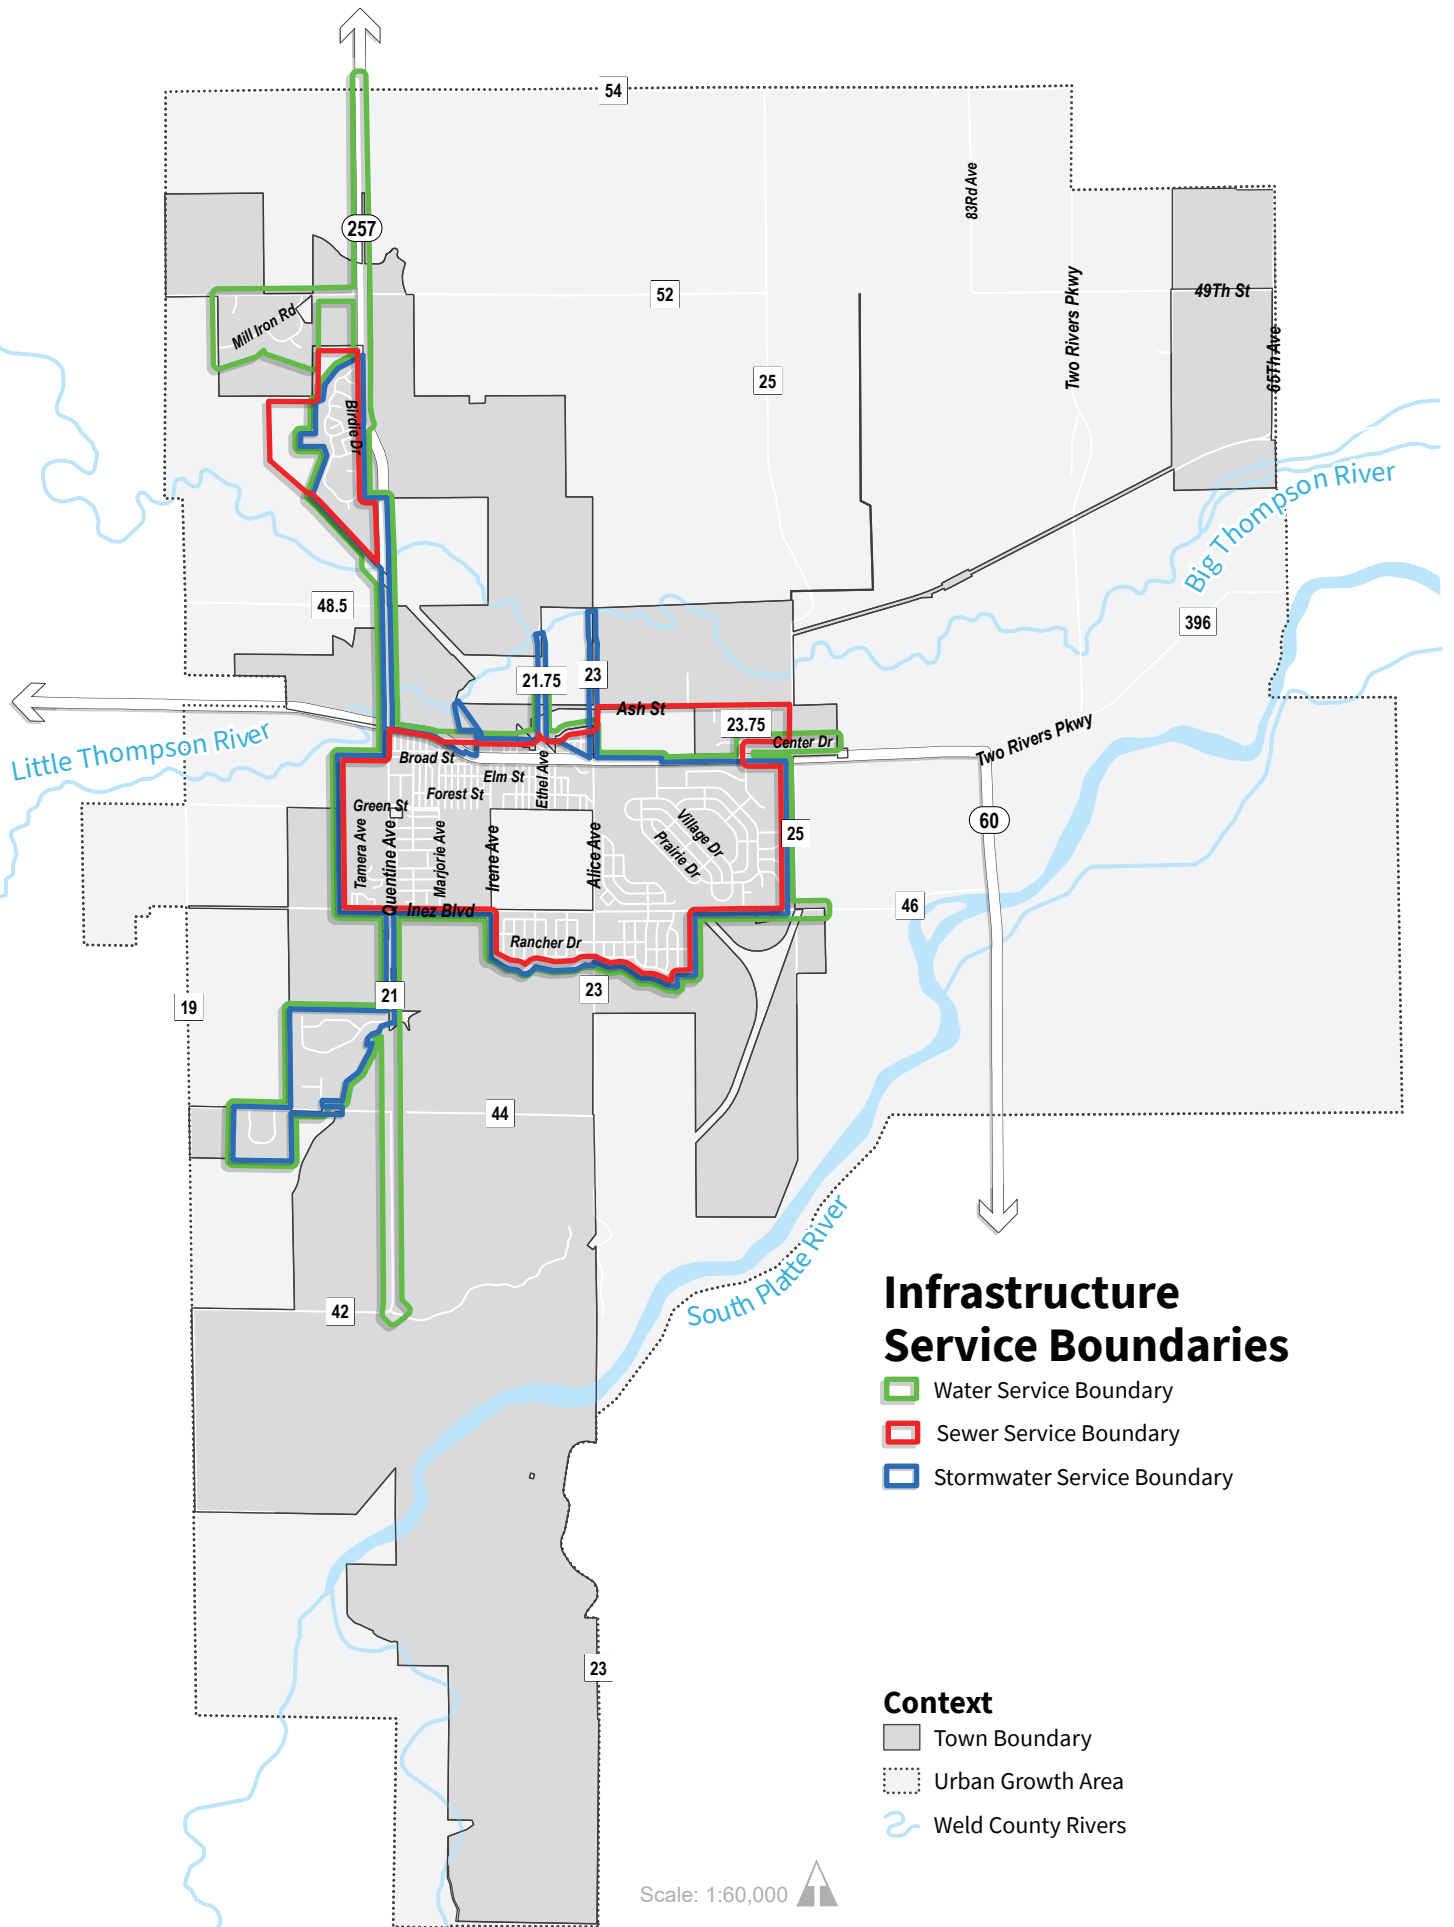 54
83Rd Ave
257
49Th St
52
Two Rivers Pkwy
Mill Iron Rd
65Th Ave
25
Birdie Dr
Big Thompson River
48.5
396
21.75
23
Ash St
23.75
Little Thompson River
Center Dr
Two Rivers Pkwy
Broad St
Elm St
Ethel Ave
Forest St
Green St
60
25
Village Dr
Prairie Dr
Tamera Ave
Quentine Ave
Marjorie Ave
Irene Ave
Alice Ave
46
Inez Blvd
Rancher Dr
23
21
19
44
South Platte River
42
Infrastructure
Service Boundaries
Water Service Boundary
Sewer Service Boundary
Stormwater Service Boundary
23
Context
Town Boundary
Urban Growth Area
Weld County Rivers
Scale: 1:60,000